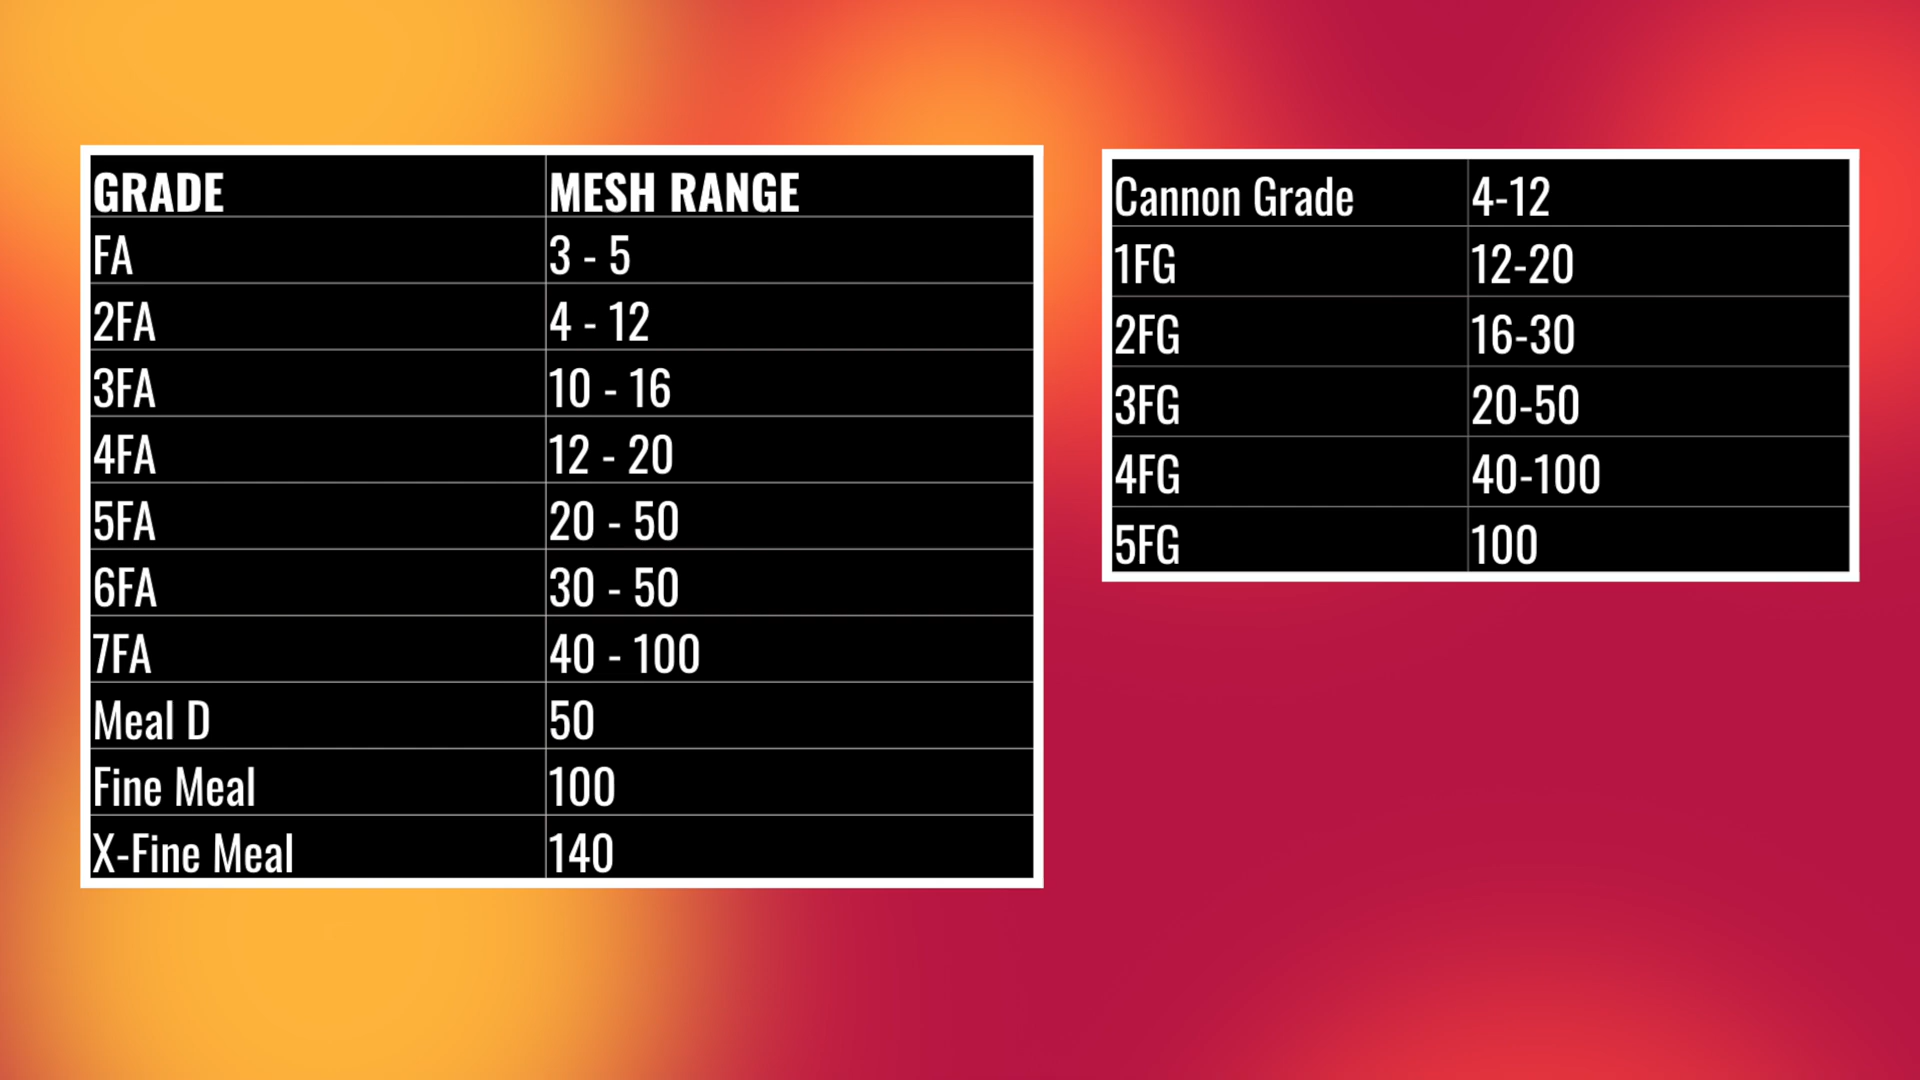 GRADE MESH RANGE
FA 3 - 5
2FA 4 - 12
3FA 10 - 16
4FA 12 - 20
5FA 20 - 50
6FA 30 - 50
7FA 40 - 100
Meal D 50
Fine Meal 100
X-Fine Meal 140
Cannon Grade 4-12
1FG 12-20
2FG 16-30
3FG 20-50
4FG 40-100
5FG 100